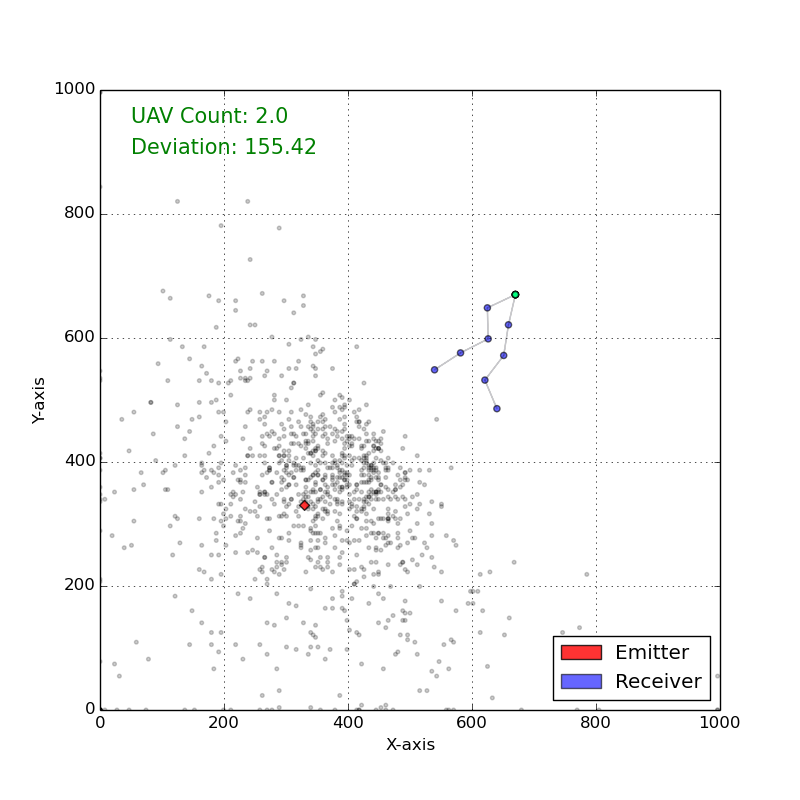 UAV Count: 2.0
Deviation: 155.42
1000
800
600
400
200
0
Y-axis
0 200 400 600 800 1000
X-axis
Emitter
Receiver